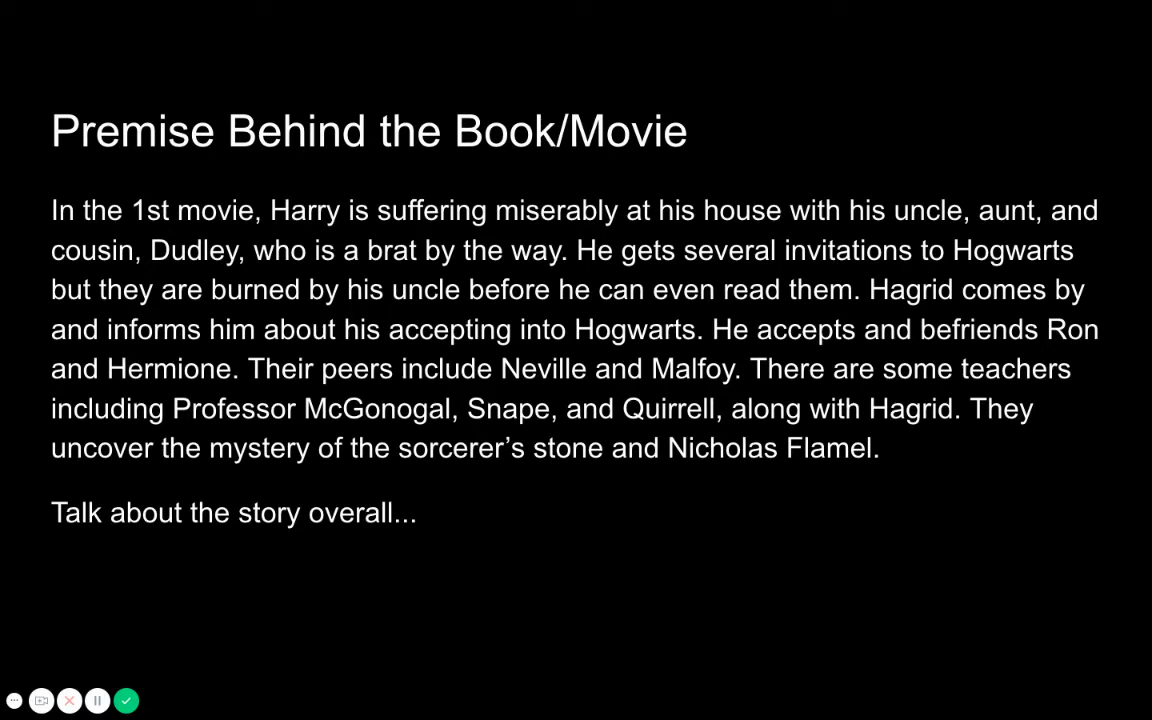 Premise Behind the Book/Movie
In the 1st movie, Harry is suffering miserably at his house with his uncle, aunt, and
cousin, Dudley, who is a brat by the way. He gets several invitations to Hogwarts
but they are burned by his uncle before he can even read them. Hagrid comes by
and informs him about his accepting into Hogwarts. He accepts and befriends Ron
and Hermione. Their peers include Neville and Malfoy. There are some teachers
including Professor McGonogal, Snape, and Quirrell, along with Hagrid. They
uncover the mystery of the sorcerer’s stone and Nicholas Flamel.
Talk about the story overall...